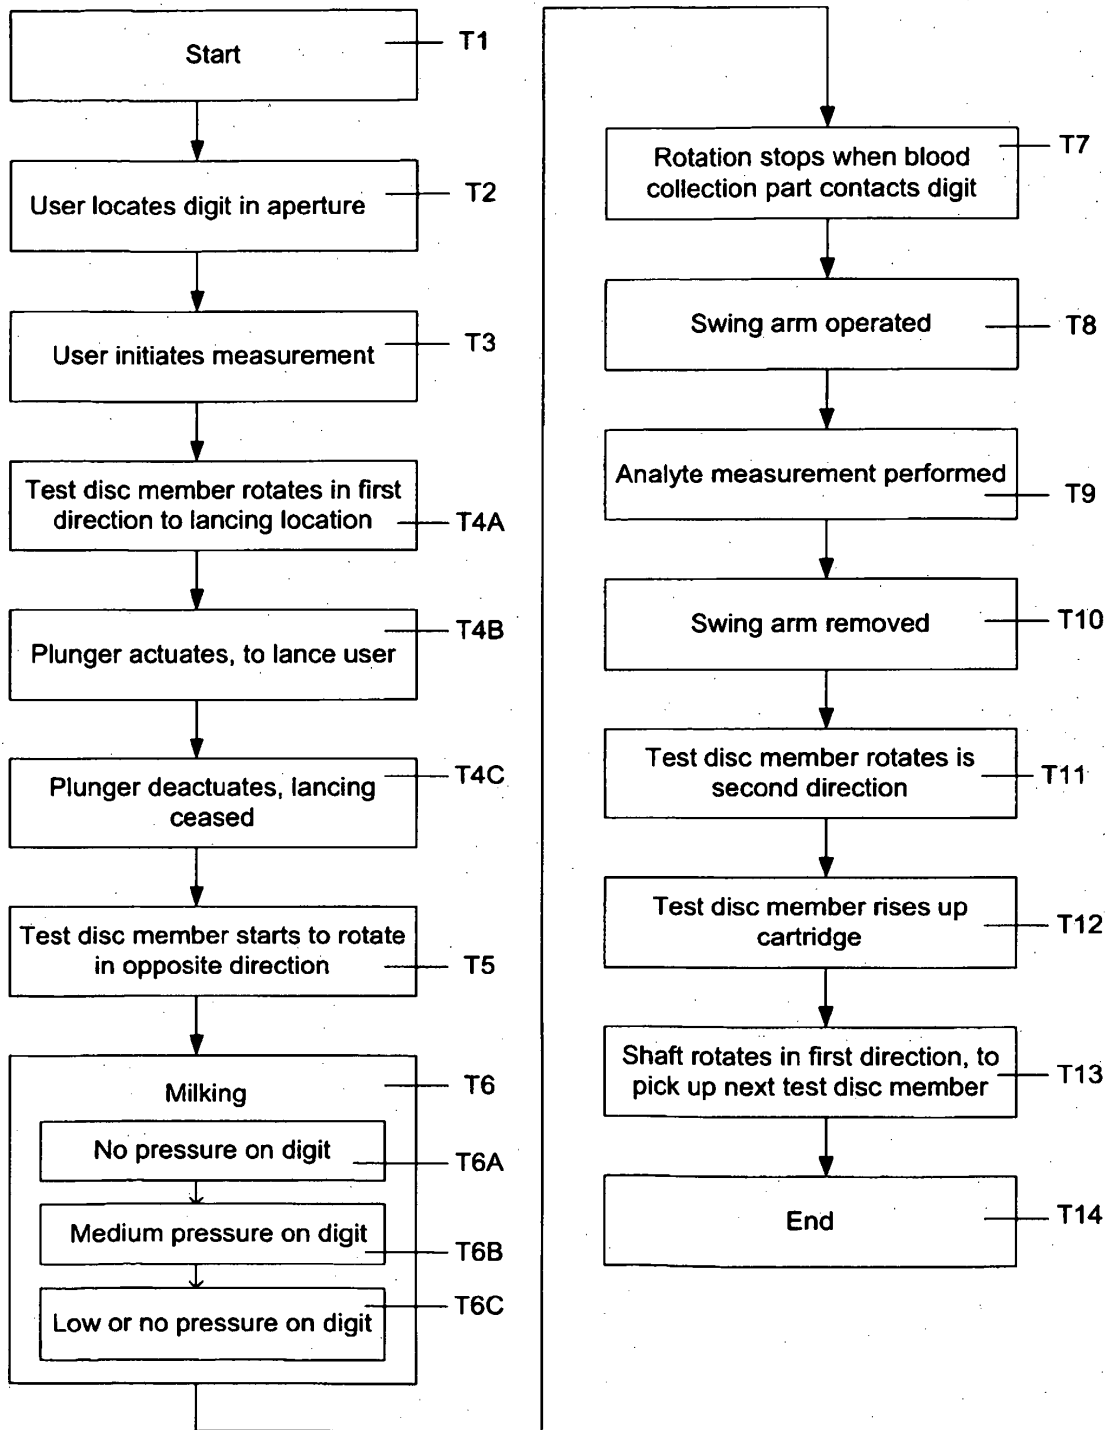 Start
T1
User locates digit in aperture
T2
User initiates measurement
T3
Test disc member rotates in first
direction to lancing location
T4A
Plunger actuates, to lance user
T4B
Plunger deactuates, lancing
ceased
T4C
Test disc member starts to rotate
in opposite direction
T5
Milking
T6
No pressure on digit
T6A
Medium pressure on digit
T6B
Low or no pressure on digit
T6C
Rotation stops when blood
collection part contacts digit
T7
Swing arm operated
T8
Analyte measurement performed
T9
Swing arm removed
T10
Test disc member rotates is
second direction
T11
Test disc member rises up
cartridge
T12
Shaft rotates in first direction, to
pick up next test disc member
T13
End
T14